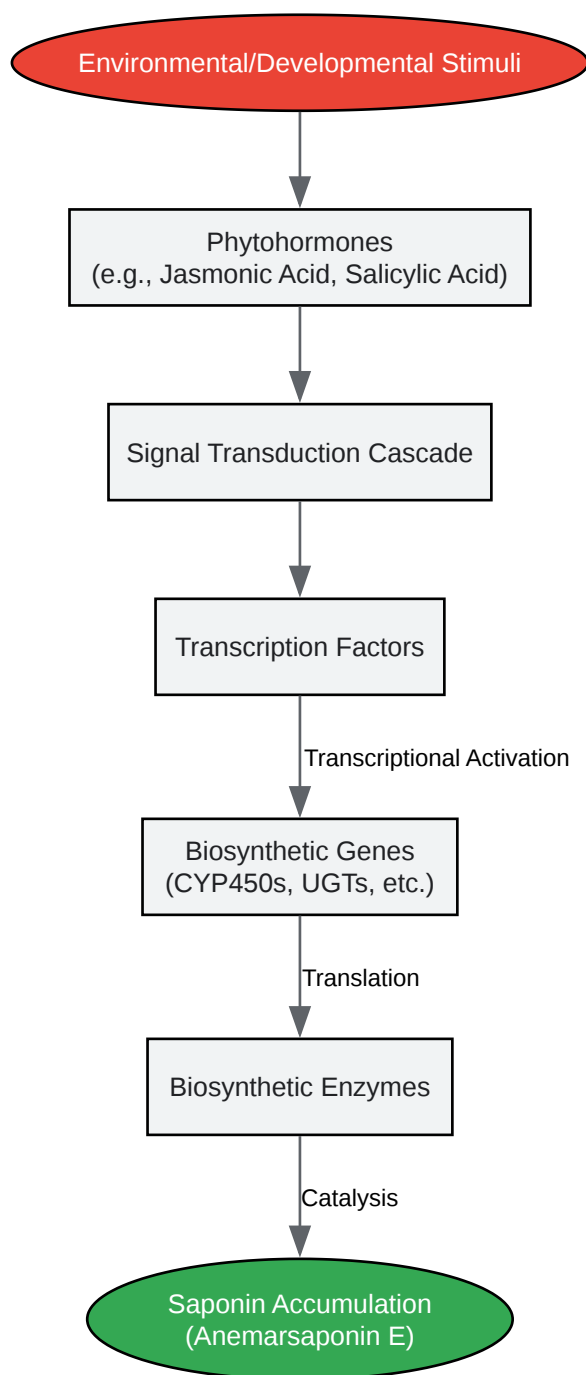 Environmental/Developmental Stimuli
Phytohormones
(e.g., Jasmonic Acid, Salicylic Acid)
Signal Transduction Cascade
Transcription Factors
Transcriptional Activation
Biosynthetic Genes
(CYP450s, UGTs, etc.)
Translation
Biosynthetic Enzymes
Catalysis
Saponin Accumulation
(Anemarsaponin E)